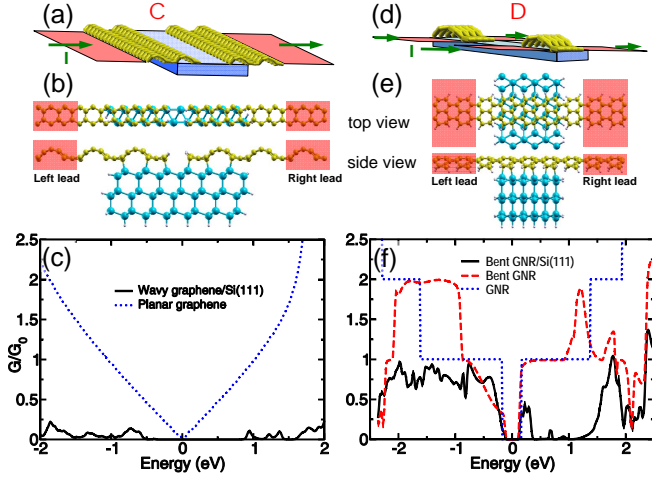 (a)
C
I
(b)
Left lead
Right lead
(c)
2.5
2
1.5
1
0.5
0
G/G0
Wavy graphene/Si(111)
Planar graphene
-2
-1
0
1
2
Energy (eV)
(d)
D
I
(e)
top view
side view
Left lead
Right lead
(f)
2.5
2
1.5
1
0.5
0
Bent GNR/Si(111)
Bent GNR
GNR
-2
-1
0
1
2
Energy (eV)